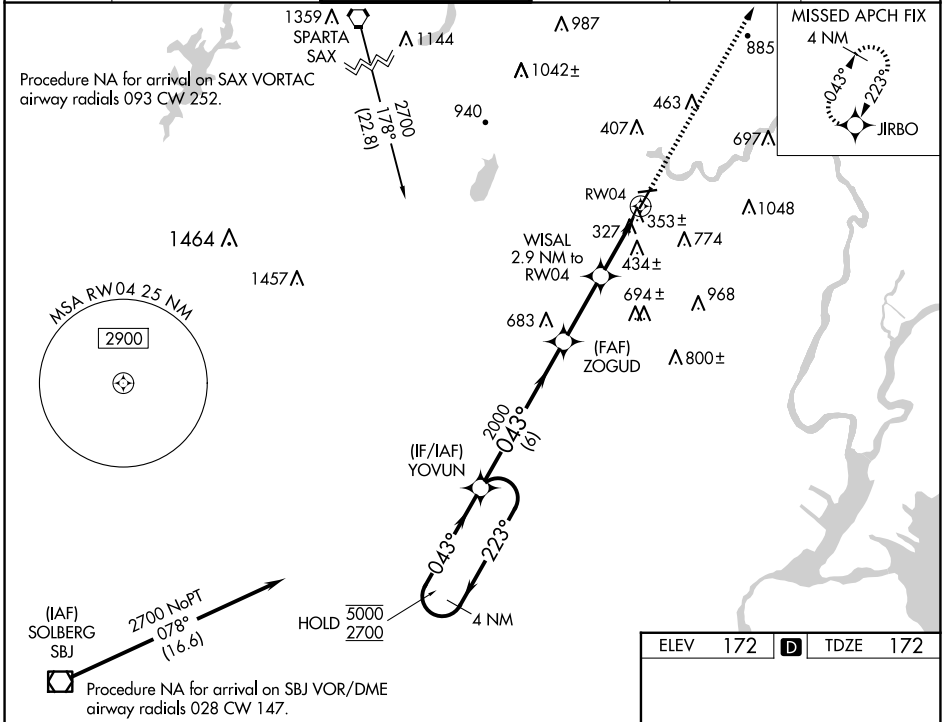 1359
SPARTA
SAX
1144
987
885
MISSED APCH FIX
4 NM
043°
223°
JIRBO
Procedure NA for arrival on SAX VORTAC
airway radials 093 CW 252.
1042±
2700
178°
(22.8)
940
463
407
697
RW04
353±
1048
327
774
1464
WISAL
2.9 NM to
RW04
434±
1457
694±
968
MSA RW04 25 NM
2900
683
(FAF)
ZOGUD
800±
2000
043°
(6)
(IF/IAF)
YOVUN
043°
223°
HOLD 5000
2700
4 NM
(IAF)
SOLBERG
SBJ
2700 NoPT
078°
(16.6)
Procedure NA for arrival on SBJ VOR/DME
airway radials 028 CW 147.
ELEV 172 D TDZE 172